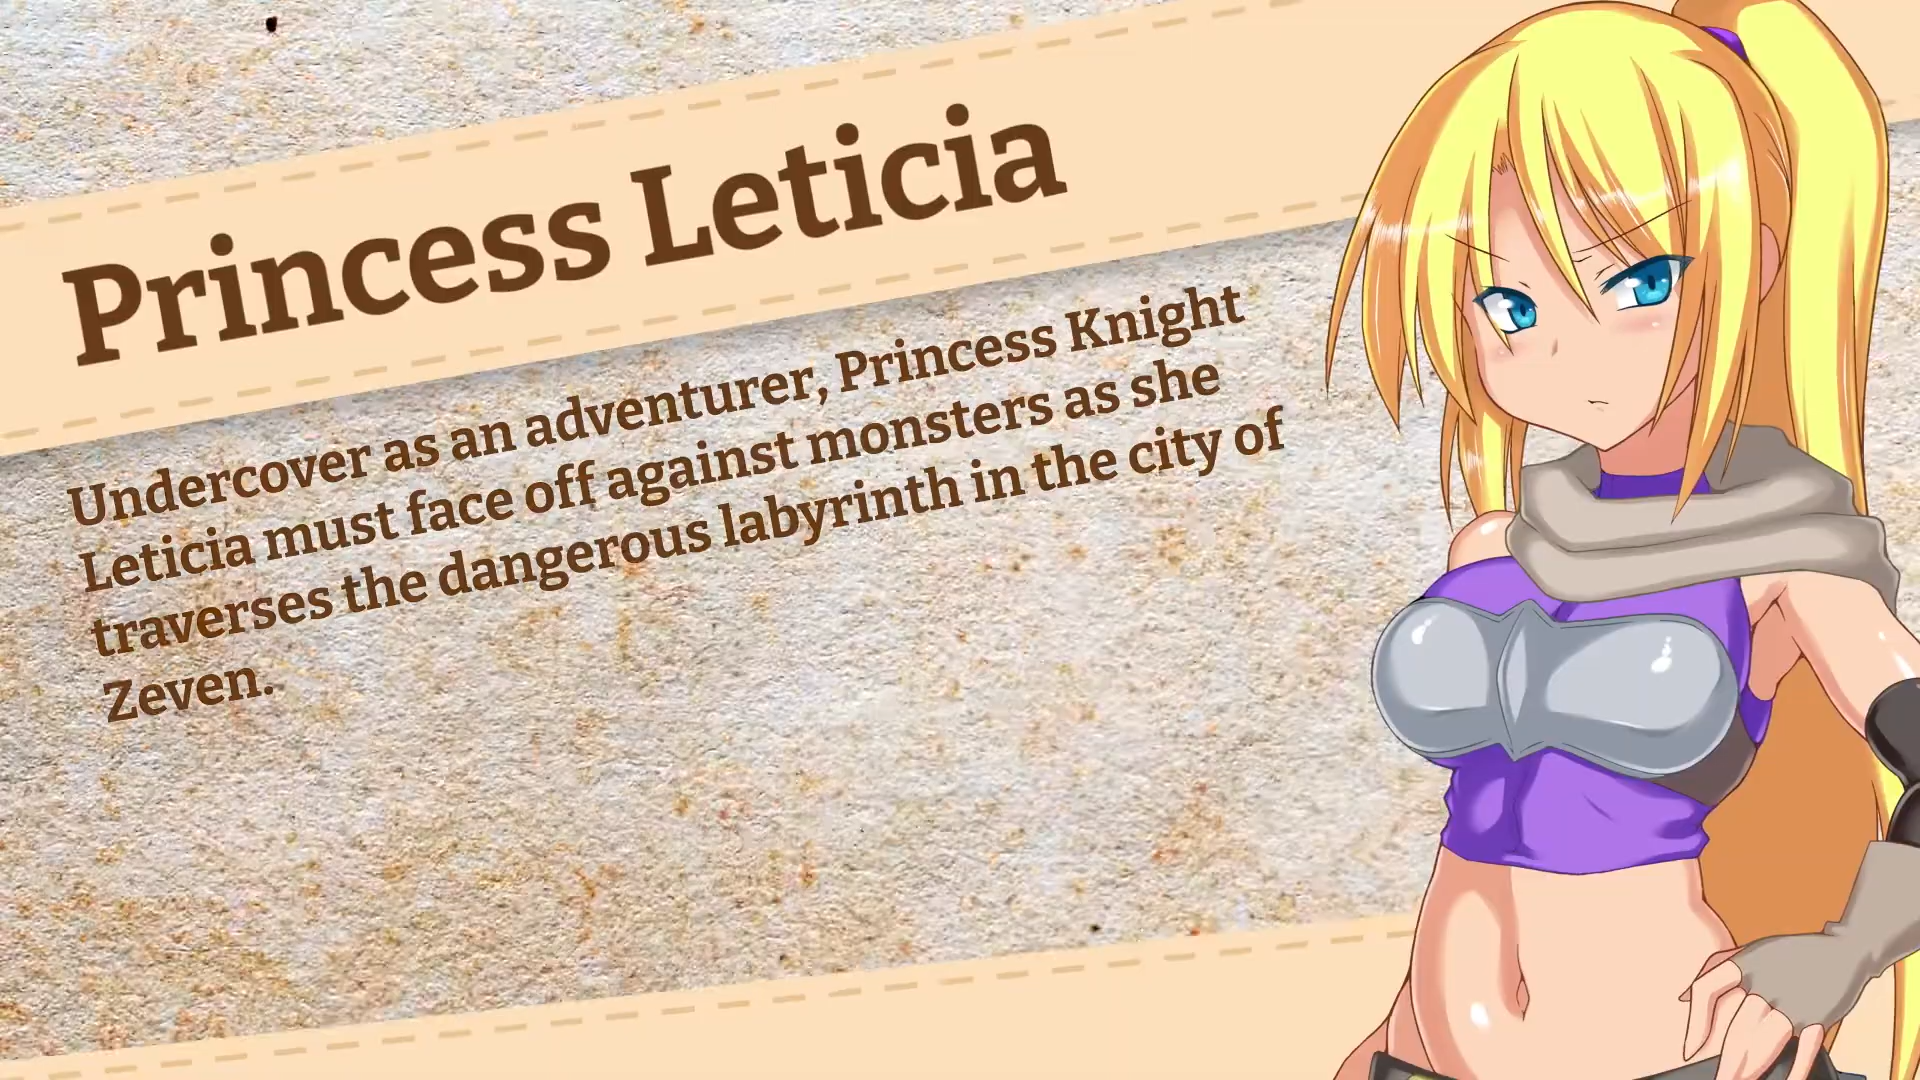 Princess Leticia
Undercover as an adventurer, Princess Knight
Leticia must face off against monsters as she
traverses the dangerous labyrinth in the city of
Zeven.